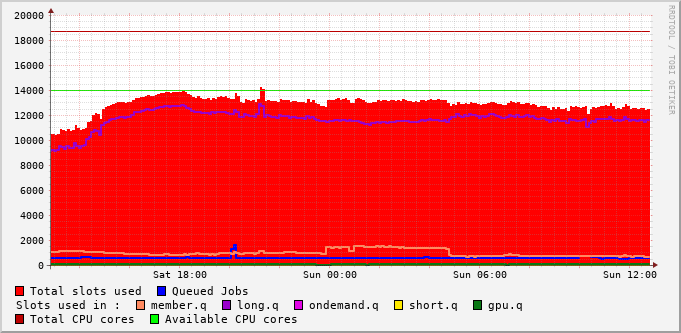 20000
18000
16000
14000
12000
10000
8000
6000
4000
2000
0
Sat 18:00 Sun 00:00 Sun 06:00 Sun 12:00
RRDTOOL / TOBI OETIKER
Total slots used Queued Jobs
Slots used in : member.q long.q ondemand.q short.q gpu.q
Total CPU cores Available CPU cores